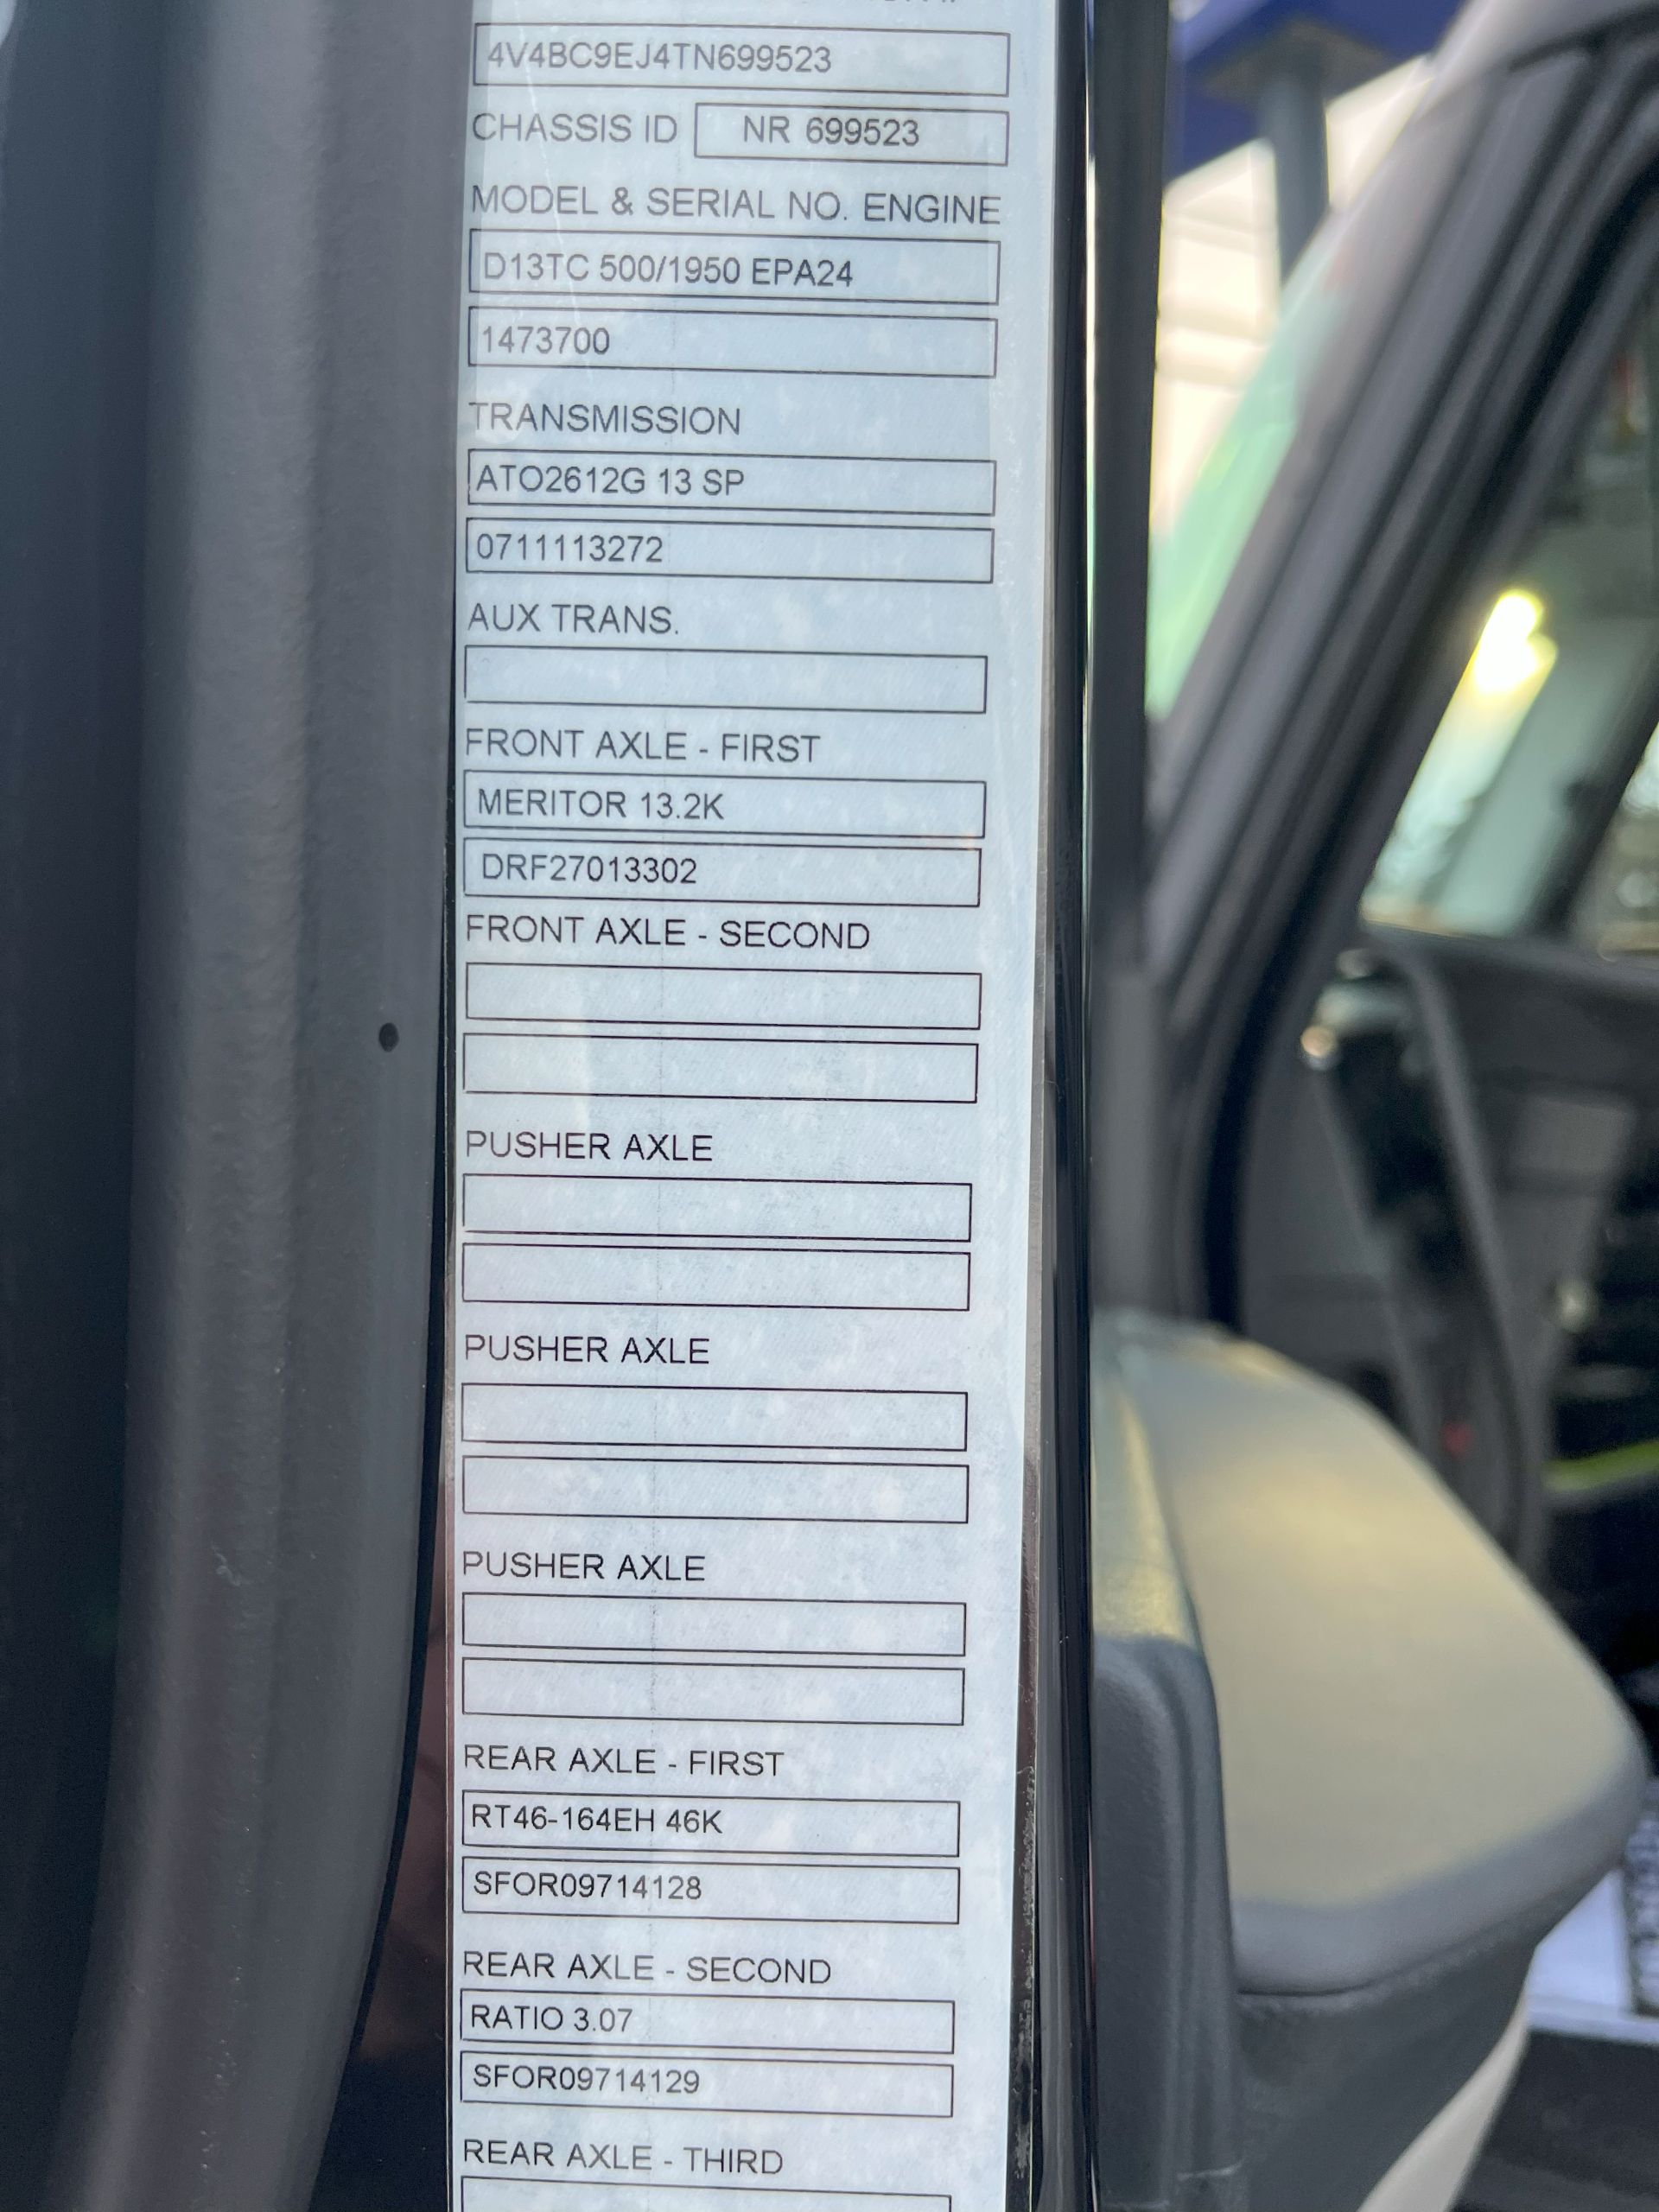 4V4BC9EJ4TN699523
CHASSIS ID NR 699523
MODEL & SERIAL NO. ENGINE
D13TC 500/1950 EPA24
1473700
TRANSMISSION
ATO2612G 13 SP
0711113272
AUX TRANS.
FRONT AXLE - FIRST
MERITOR 13.2K
DRF27013302
FRONT AXLE - SECOND
PUSHER AXLE
PUSHER AXLE
PUSHER AXLE
REAR AXLE - FIRST
RT46-164EH 46K
SFOR09714128
REAR AXLE - SECOND
RATIO 3.07
SFOR09714129
REAR AXLE - THIRD